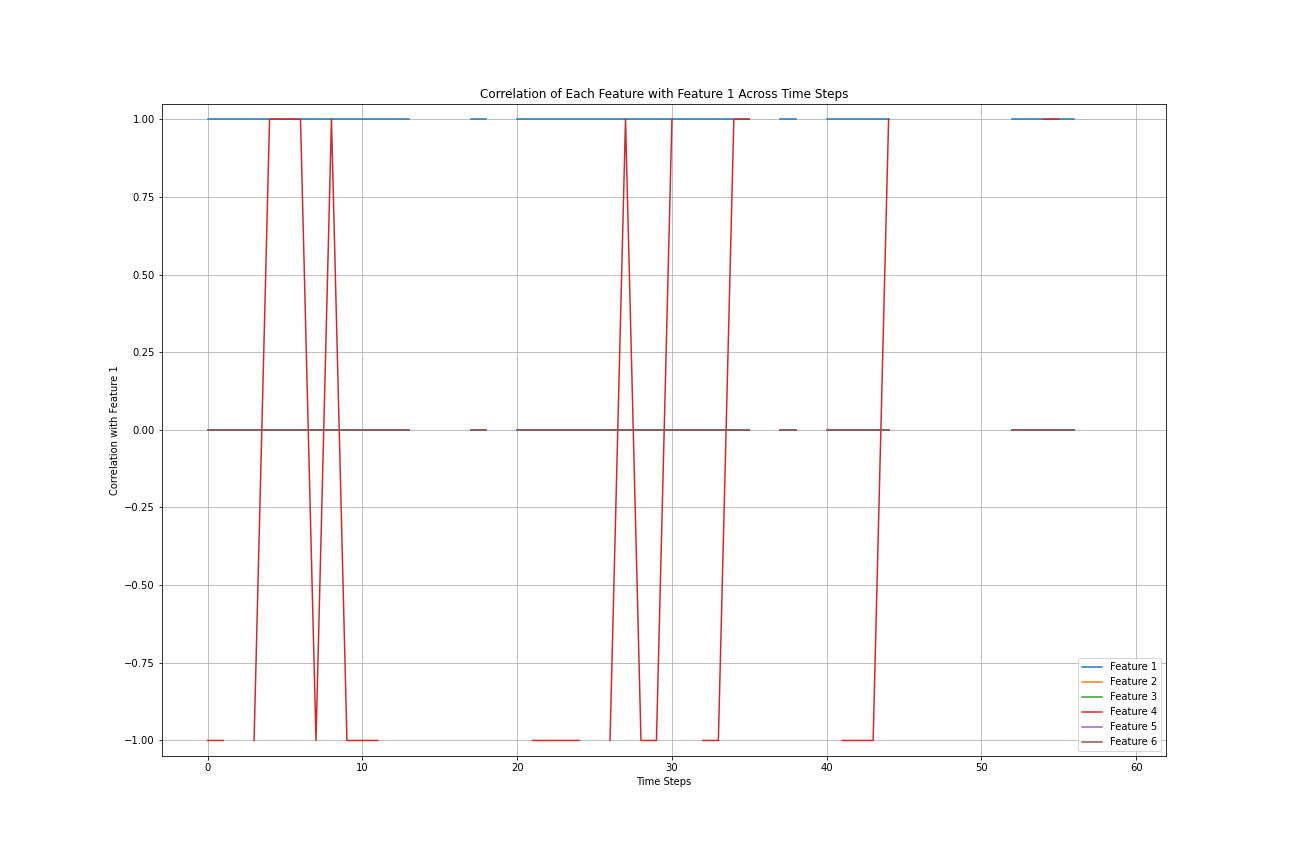 Correlation of Each Feature with Feature 1 Across Time Steps
Correlation with Feature 1
1.00
0.75
0.50
0.25
0.00
−0.25
−0.50
−0.75
−1.00
Feature 1
Feature 2
Feature 3
Feature 4
Feature 5
Feature 6
0 10 20 30 40 50 60
Time Steps